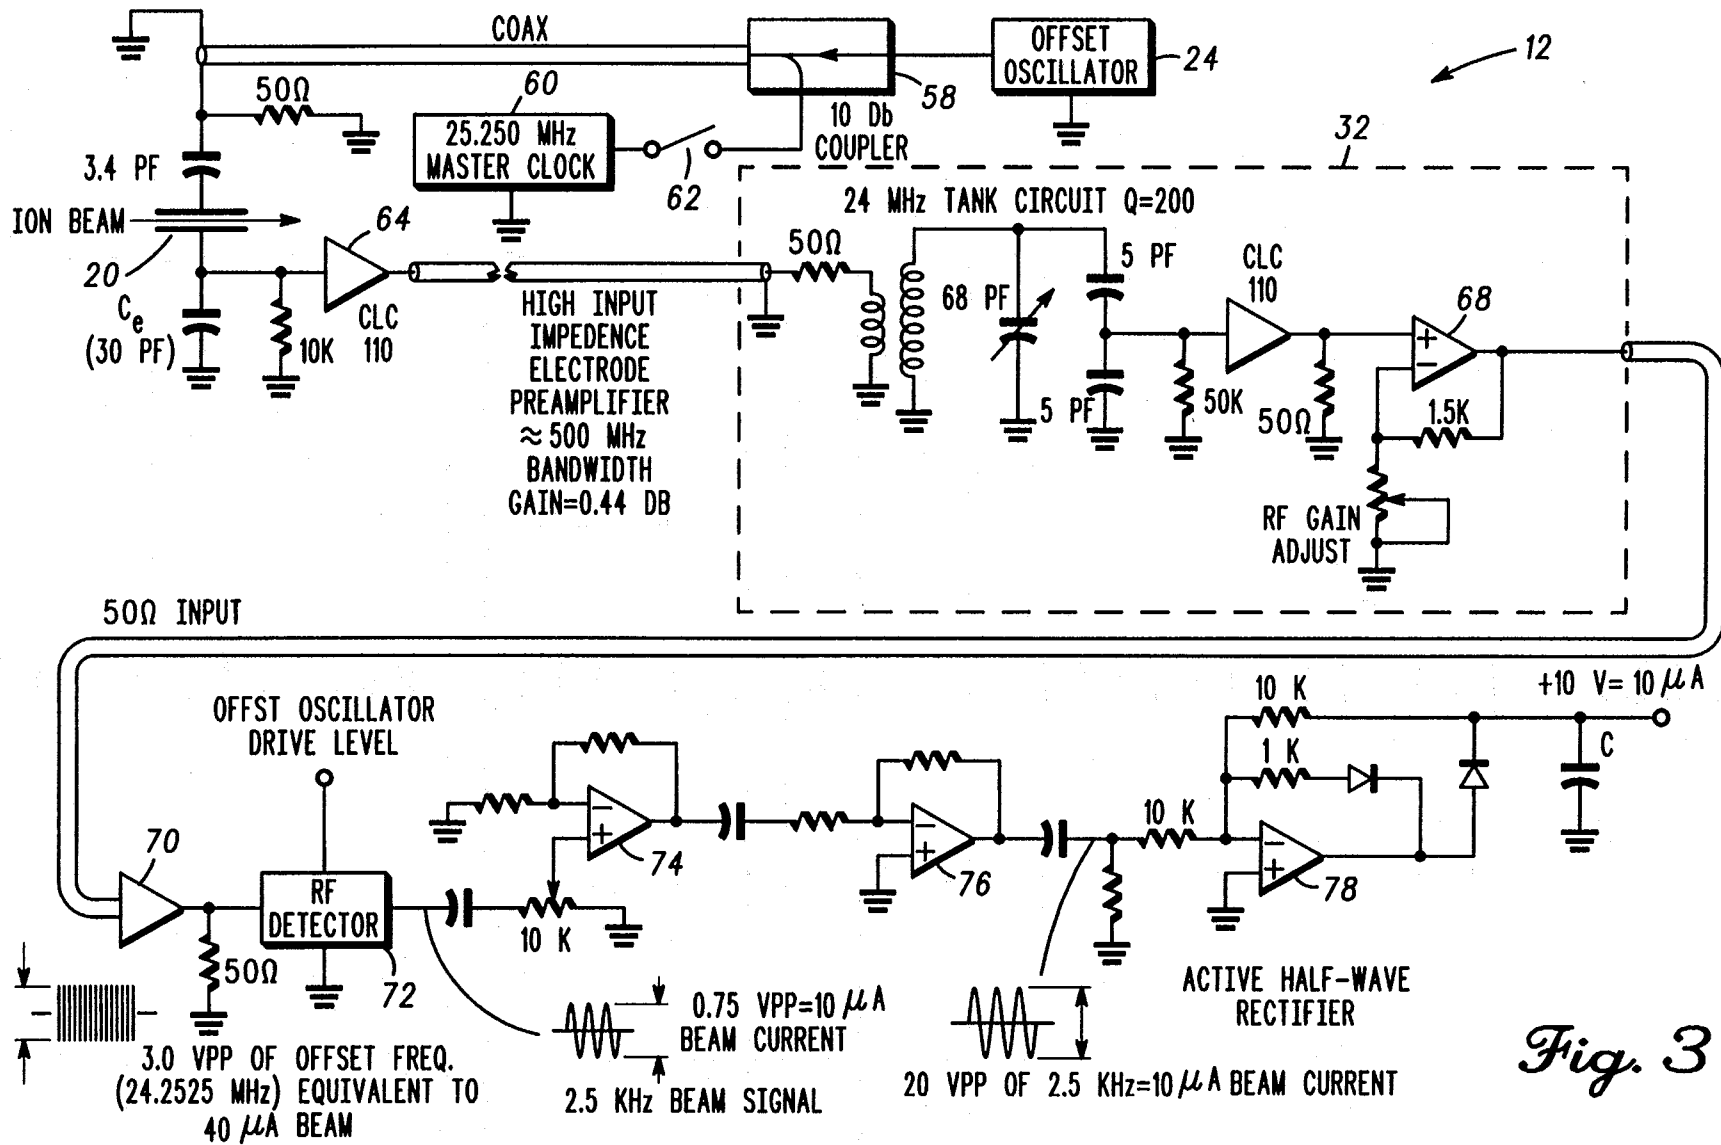 COAX
OFFSET
OSCILLATOR
24
12
58
10 Db
COUPLER
60
25.250 MHz
MASTER CLOCK
62
50Ω
3.4 PF
ION BEAM
20
64
Ce
(30 PF)
10K
CLC
110
HIGH INPUT
IMPEDENCE
ELECTRODE
PREAMPLIFIER
≈500 MHz
BANDWIDTH
GAIN=0.44 DB
32
24 MHz TANK CIRCUIT Q=200
50Ω
68 PF
5 PF
5 PF
CLC
110
50K
50Ω
68
+
−
1.5K
RF GAIN
ADJUST
50Ω INPUT
OFFST OSCILLATOR
DRIVE LEVEL
70
RF
DETECTOR
72
50Ω
10 K
−
+
74
−
+
76
10 K
10 K
1 K
−
+
78
+10 V=10 μA
C
3.0 VPP OF OFFSET FREQ.
(24.2525 MHz) EQUIVALENT TO
40 μA BEAM
0.75 VPP=10 μA
BEAM CURRENT
2.5 KHz BEAM SIGNAL
20 VPP OF 2.5 KHz=10 μA BEAM CURRENT
ACTIVE HALF-WAVE
RECTIFIER
Fig. 3